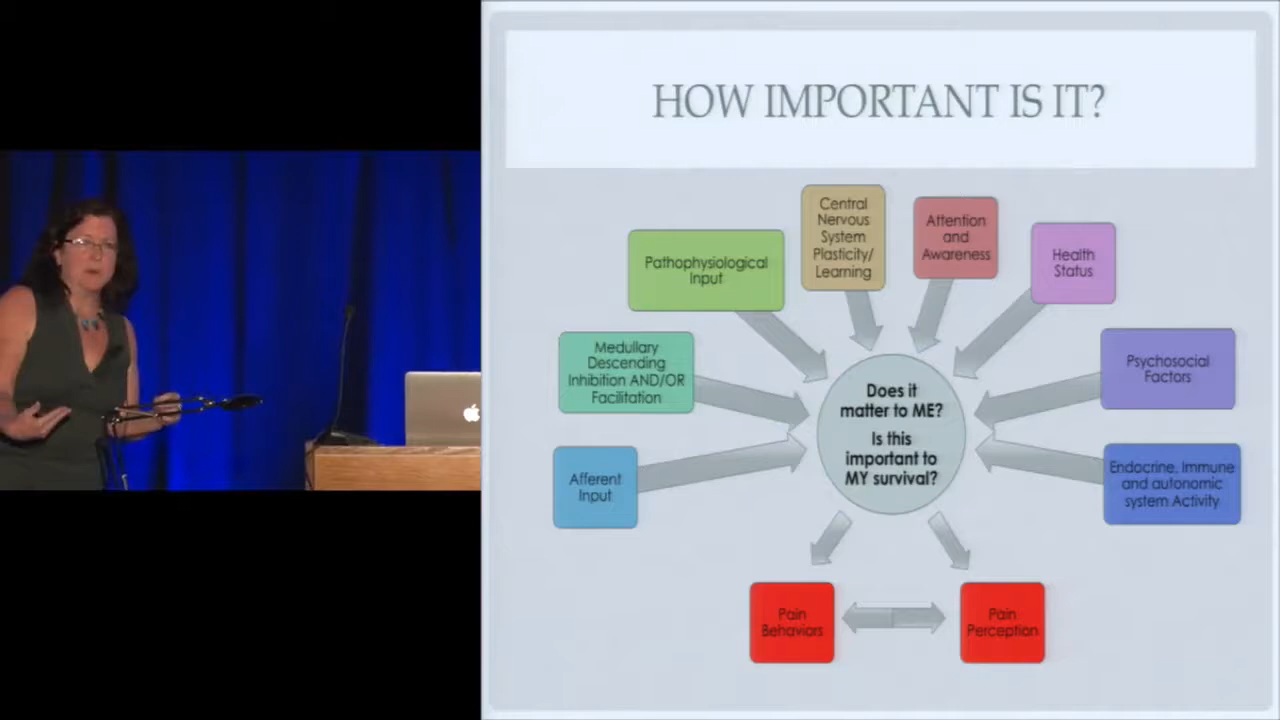 HOW IMPORTANT IS IT?
Central
Nervous
System
Plasticity/
Learning
Attention
and
Awareness
Pathophysiological
Input
Health
Status
Medullary
Descending
Inhibition AND/OR
Facilitation
Psychosocial
Factors
Does it
matter to ME?
Is this
important to
MY survival?
Afferent
Input
Endocrine, Immune
and autonomic
system Activity
Pain
Behaviors
Pain
Perception